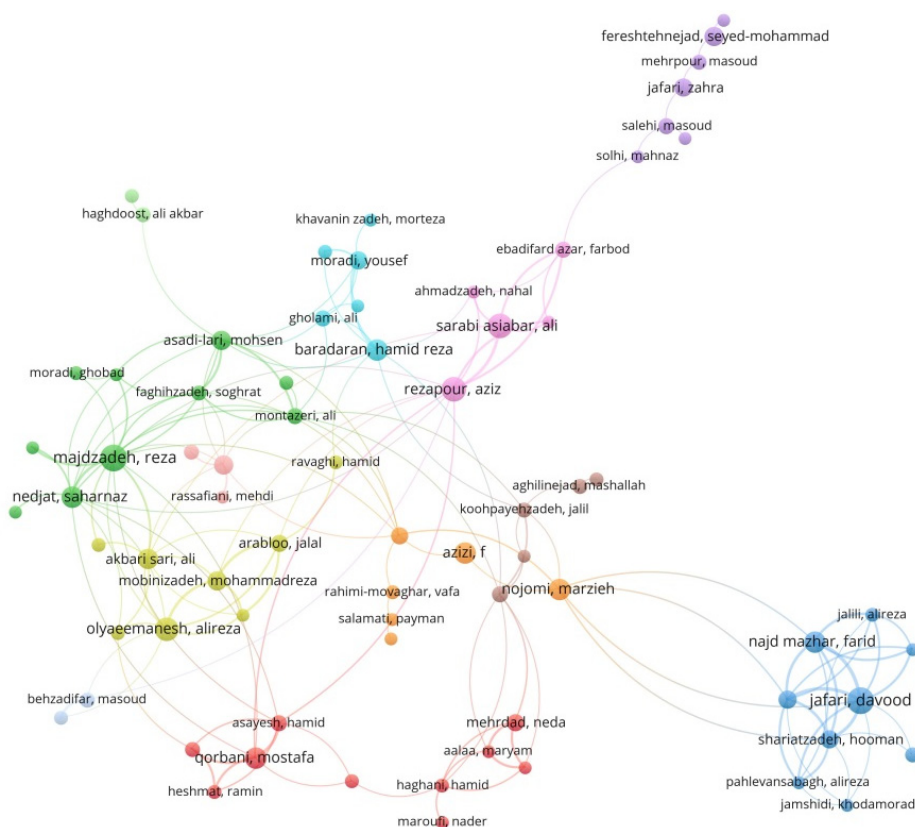 fereshtehnejad, seyed-mohammad
mehrpour, masoud
jafari, zahra
salehi, masoud
solhi, mahnaz
haghdoost, ali akbar
khavanin zadeh, morteza
ebadifard azar, farbod
moradi, yousef
ahmadzadeh, nahal
gholami, ali
sarabi asiabar, ali
asadi-lari, mohsen
baradaran, hamid reza
moradi, ghobad
rezapour, aziz
faghihzadeh, soghrat
montazeri, ali
majdzadeh, reza
ravaghi, hamid
aghilinejad, mashallah
nedjat, saharnaz
rassafiani, mehdi
koohpayehzadeh, jalil
arabloo, jalal
azizi, f
akbari sari, ali
mobinizadeh, mohammadreza
rahimi-movaghar, vafa
nojomi, marzieh
salamati, payman
jalili, alireza
olyaeemanesh, alireza
najd mazhar, farid
behzadifar, masoud
jafari, davood
asayesh, hamid
mehrdad, neda
shariatzadeh, hooman
aalaa, maryam
qorbani, mostafa
haghani, hamid
pahlevansabagh, alireza
heshmat, ramin
jamshidi, khodamorad
maroufi, nader